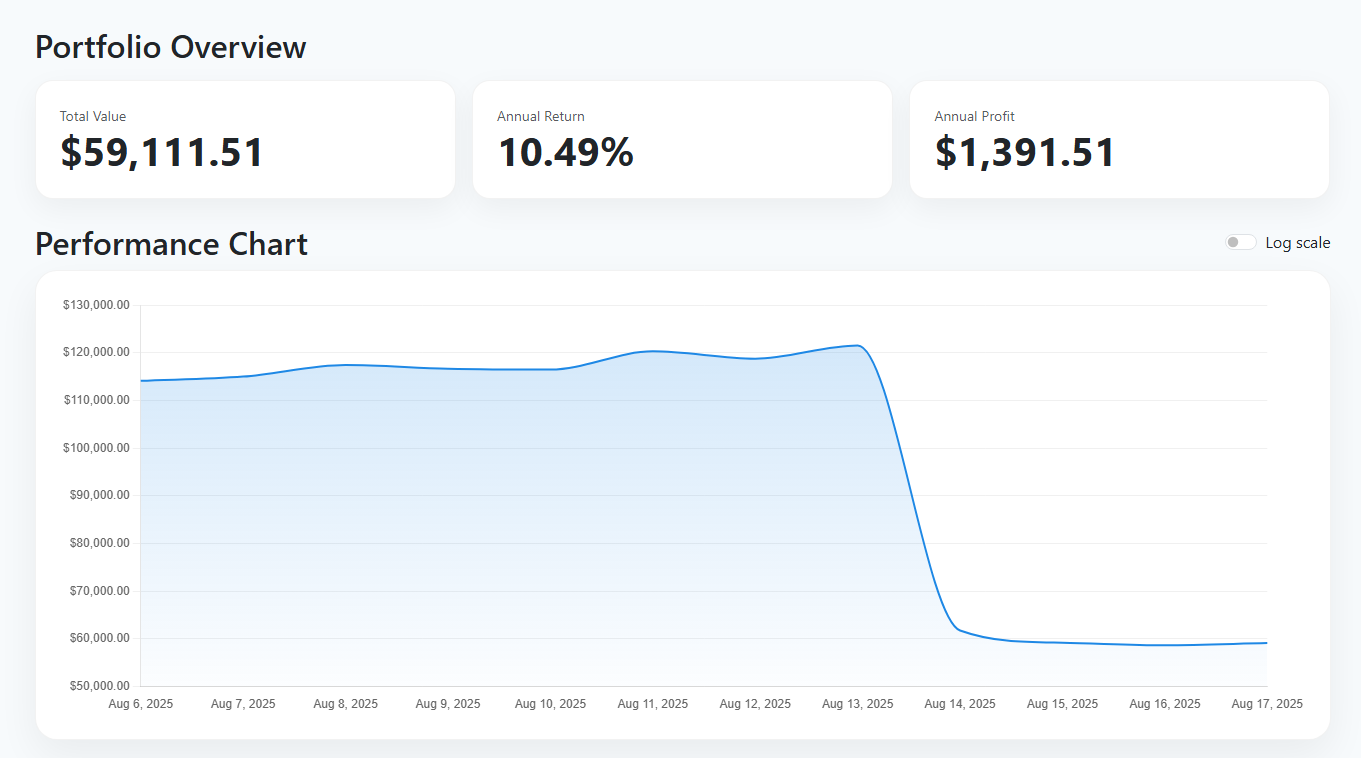 Portfolio Overview
Total Value
Annual Return
Annual Profit
$59,111.51
10.49%
$1,391.51
Performance Chart
Log scale
$130,000.00
$120,000.00
$110,000.00
$100,000.00
$90,000.00
$80,000.00
$70,000.00
$60,000.00
$50,000.00
Aug 6, 2025
Aug 7, 2025
Aug 8, 2025
Aug 9, 2025
Aug 10, 2025
Aug 11, 2025
Aug 12, 2025
Aug 13, 2025
Aug 14, 2025
Aug 15, 2025
Aug 16, 2025
Aug 17, 2025